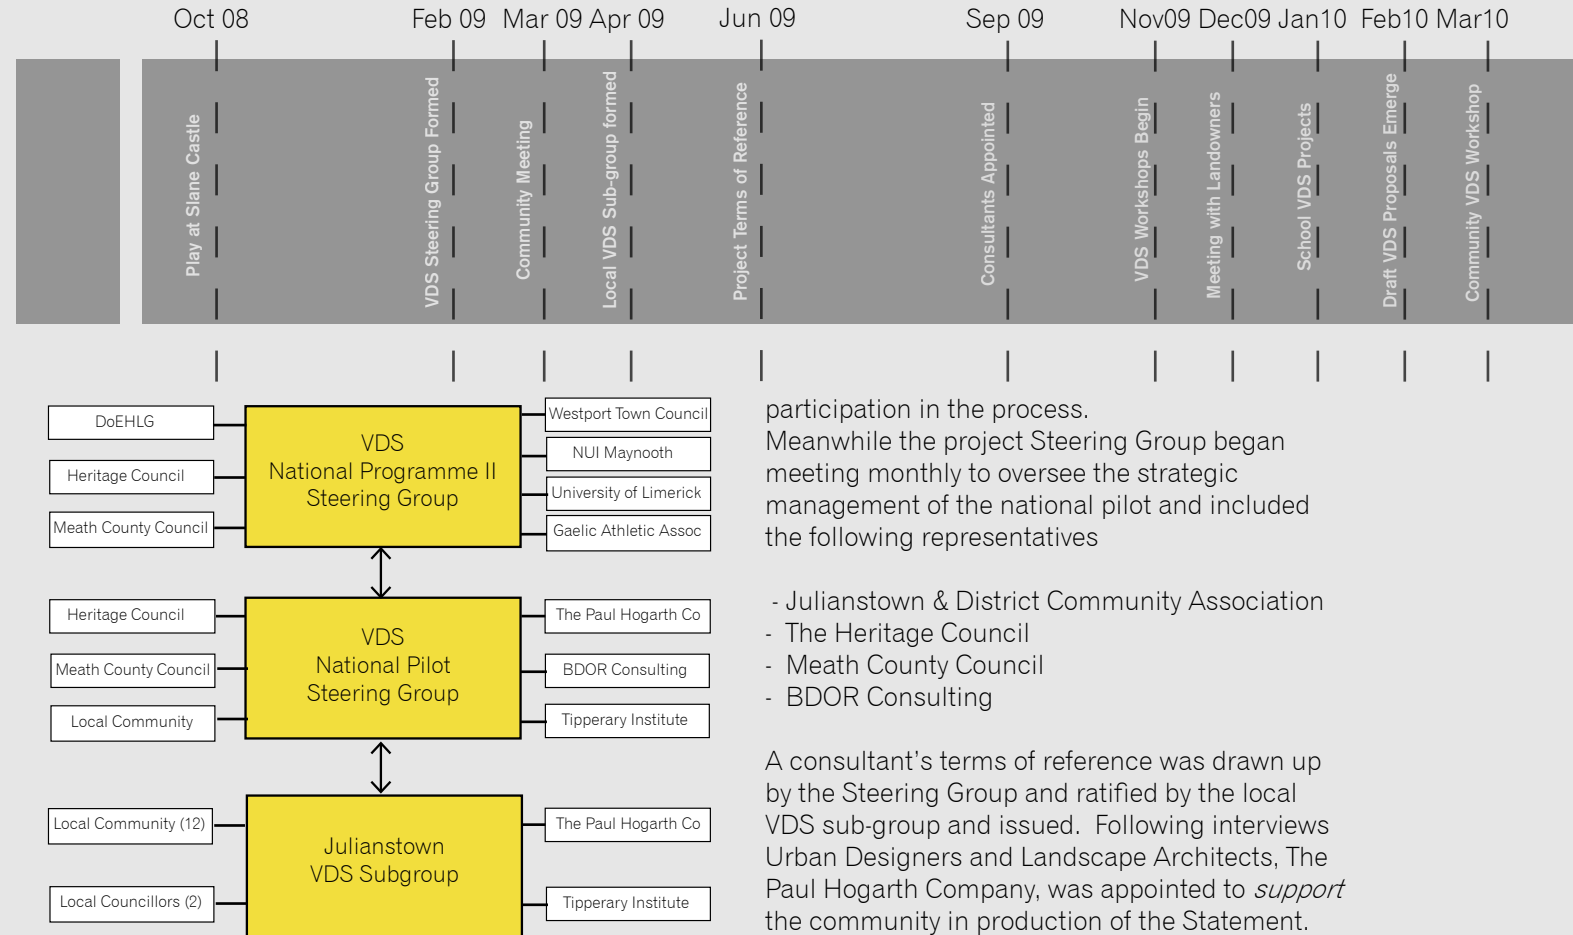 Oct 08
Feb 09
Mar 09
Apr 09
Jun 09
Sep 09
Nov09
Dec09
Jan10
Feb10
Mar10
Play at Slane Castle
VDS Steering Group Formed
Community Meeting
Local VDS Sub-group formed
Project Terms of Reference
Consultants Appointed
VDS Workshops Begin
Meeting with Landowners
School VDS Projects
Draft VDS Proposals Emerge
Community VDS Workshop
DoEHLG
Heritage Council
Meath County Council
VDS
National Programme II
Steering Group
Westport Town Council
NUI Maynooth
University of Limerick
Gaelic Athletic Assoc
Heritage Council
Meath County Council
Local Community
VDS
National Pilot
Steering Group
The Paul Hogarth Co
BDOR Consulting
Tipperary Institute
Local Community (12)
Local Councillors (2)
Julianstown
VDS Subgroup
The Paul Hogarth Co
Tipperary Institute
participation in the process.
Meanwhile the project Steering Group began
meeting monthly to oversee the strategic
management of the national pilot and included
the following representatives
- Julianstown & District Community Association
- The Heritage Council
- Meath County Council
- BDOR Consulting
A consultant's terms of reference was drawn up
by the Steering Group and ratified by the local
VDS sub-group and issued. Following interviews
Urban Designers and Landscape Architects, The
Paul Hogarth Company, was appointed to support
the community in production of the Statement.